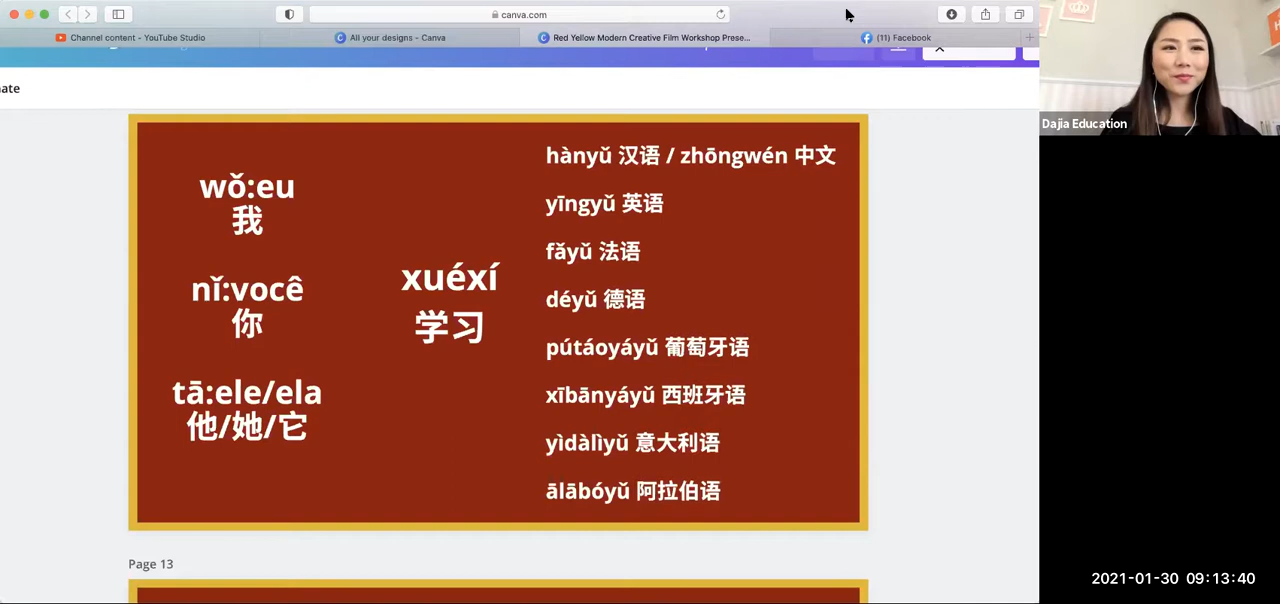 canva.com
Channel content - YouTube Studio
All your designs - Canva
Red Yellow Modern Creative Film Workshop Prese...
(11) Facebook
ate
Dajia Education
wǒ:eu
我
nǐ:você
你
tā:ele/ela
他/她/它
xuéxí
学习
hànyǔ 汉语 / zhōngwén 中文
yīngyǔ 英语
fǎyǔ 法语
déyǔ 德语
pútáoyáyǔ 葡萄牙语
xībānyáyǔ 西班牙语
yìdàlìyǔ 意大利语
ālābóyǔ 阿拉伯语
Page 13
2021-01-30 09:13:40